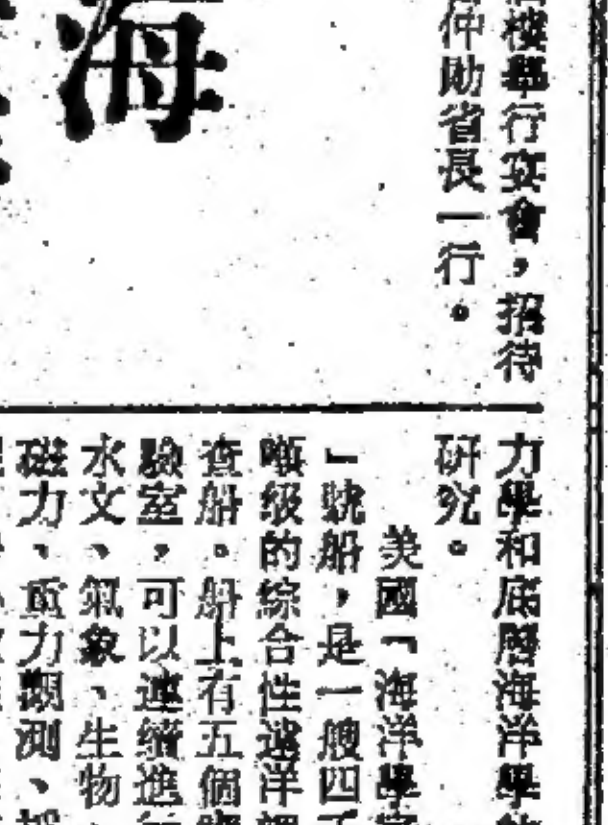 樓舉行宴會，招待
仲勛省長一行。
海
力學和底層海洋學
研究。
美國「海洋學
」號船，是一艘四
噸級的綜合性遠洋
查船。船上有五個
驗室，可以連續進
水文、氣象、生物、
磁力、重力觀測、